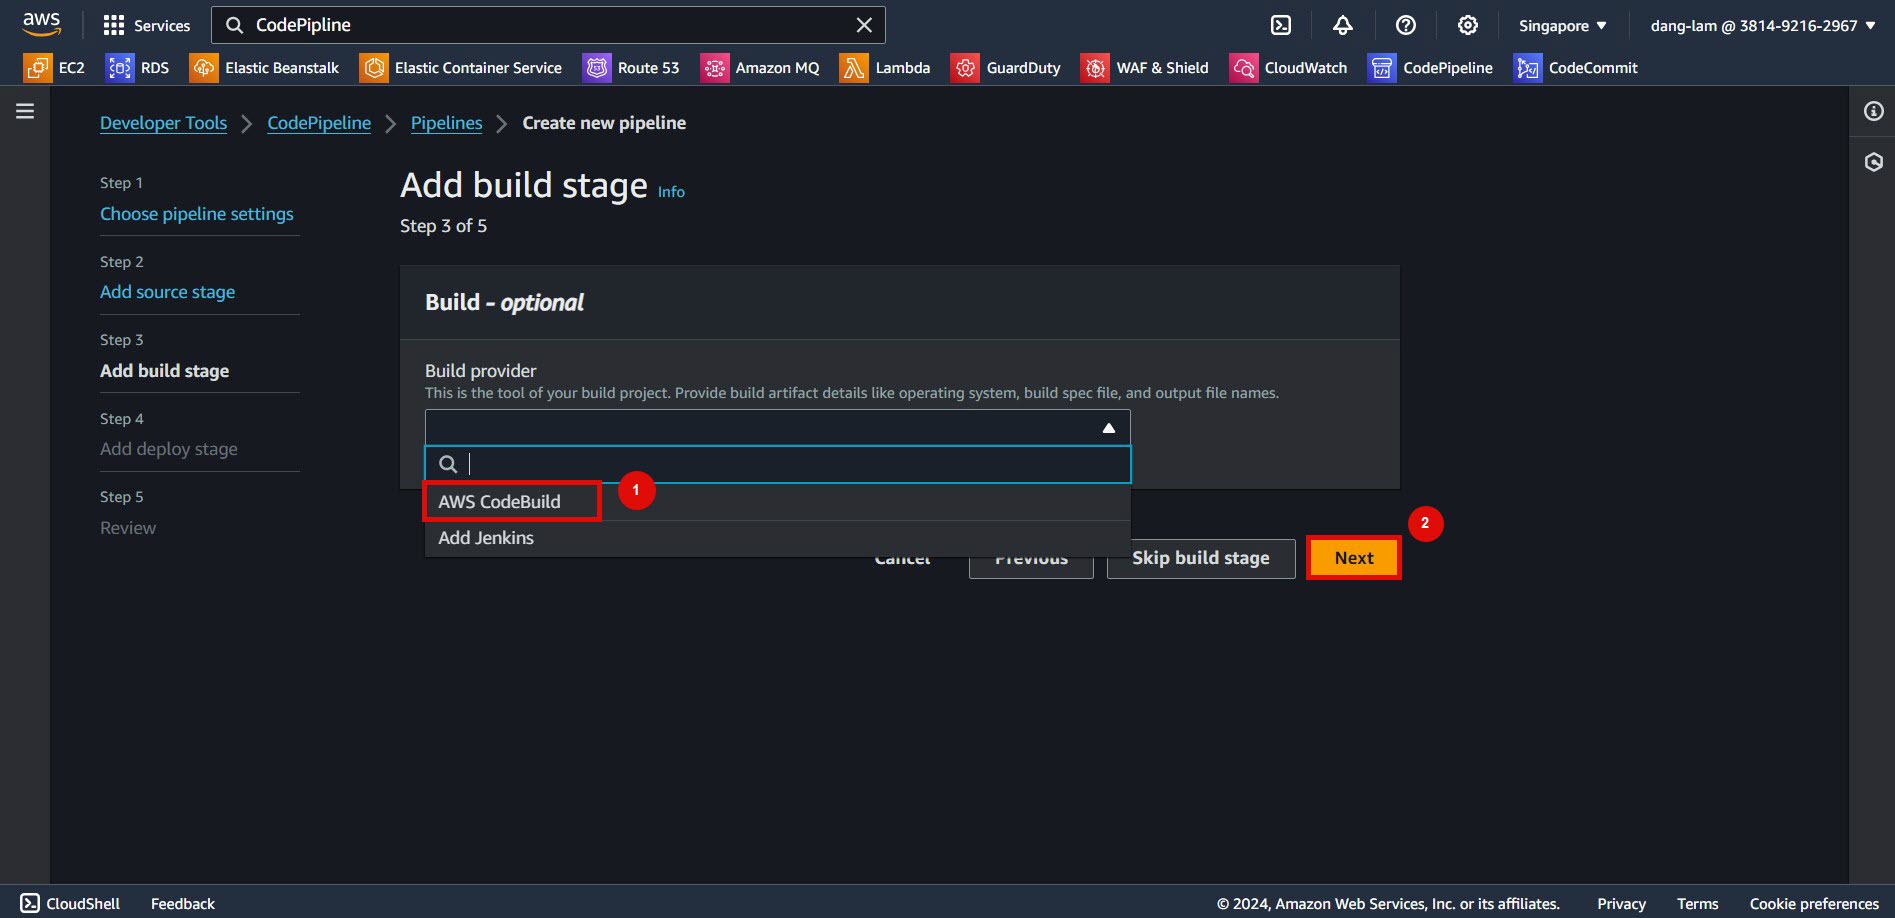 aws Services CodePipline Singapore dang-lam @ 3814-9216-2967
EC2 RDS Elastic Beanstalk Elastic Container Service Route 53 Amazon MQ Lambda GuardDuty WAF & Shield CloudWatch CodePipeline CodeCommit
Developer Tools CodePipeline Pipelines Create new pipeline
Step 1
Choose pipeline settings
Step 2
Add source stage
Step 3
Add build stage
Step 4
Add deploy stage
Step 5
Review
Add build stage Info
Step 3 of 5
Build - optional
Build provider
This is the tool of your build project. Provide build artifact details like operating system, build spec file, and output file names.
AWS CodeBuild 1
Add Jenkins
2
Cancel Previous Skip build stage Next
CloudShell Feedback © 2024, Amazon Web Services, Inc. or its affiliates. Privacy Terms Cookie preferences